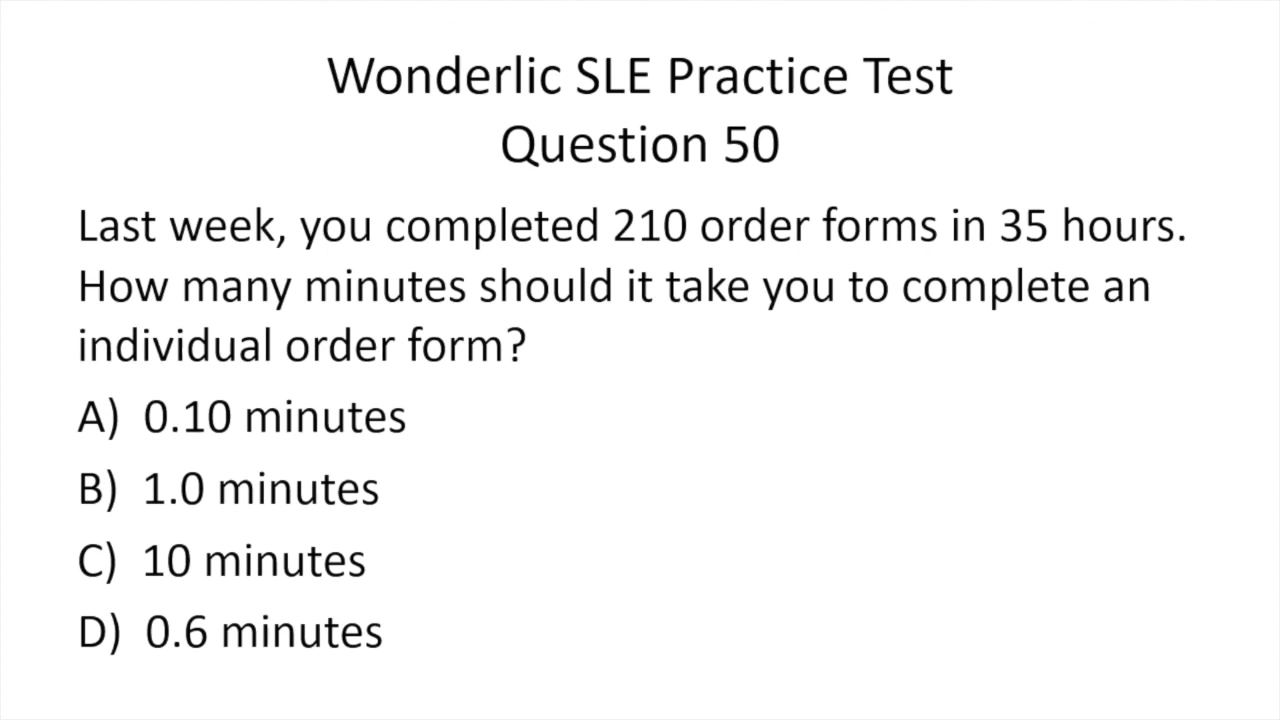 Wonderlic SLE Practice Test
Question 50
Last week, you completed 210 order forms in 35 hours.
How many minutes should it take you to complete an
individual order form?
A) 0.10 minutes
B) 1.0 minutes
C) 10 minutes
D) 0.6 minutes